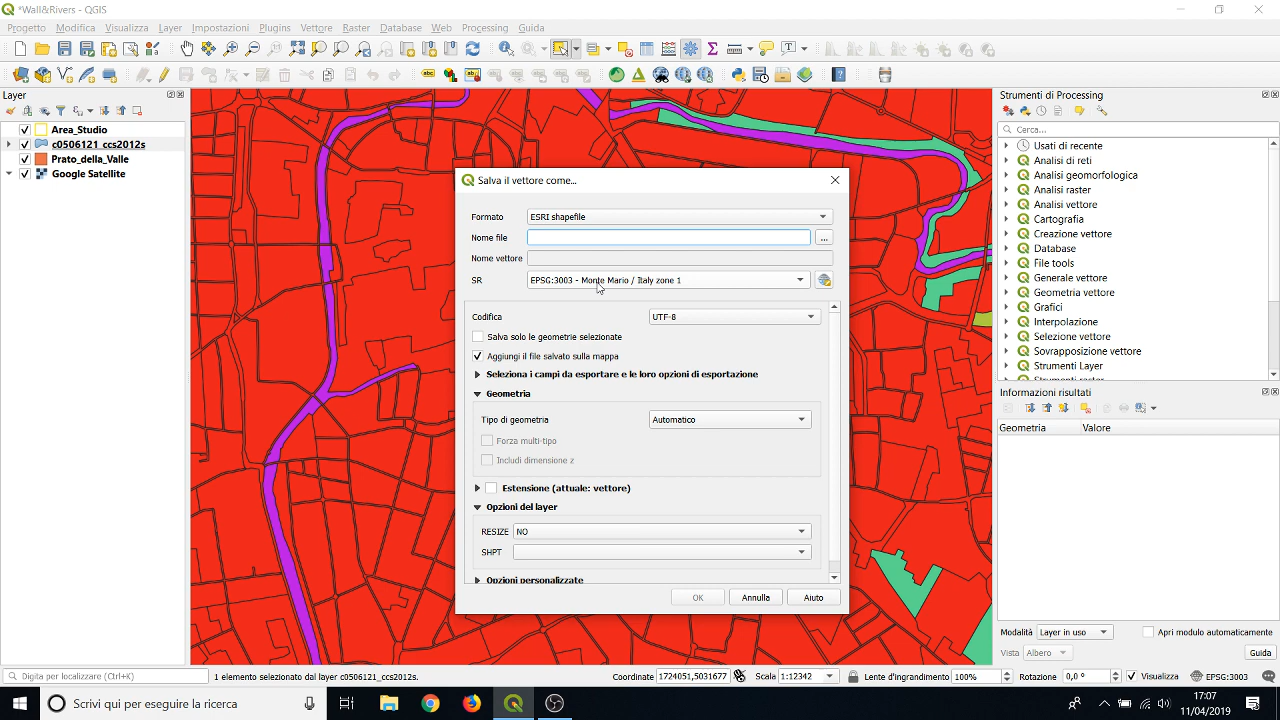 *Wall&Rivers - QGIS
Progetto Modifica Visualizza Layer Impostazioni Plugins Vettore Raster Database Web Processing Guida
Layer
Area_Studio
c0506121_ccs2012s
Prato_della_Valle
Google Satellite
Salva il vettore come...
Formato ESRI shapefile
Nome file
Nome vettore
SR EPSG:3003 - Monte Mario / Italy zone 1
Codifica UTF-8
Salva solo le geometrie selezionate
Aggiungi il file salvato sulla mappa
Seleziona i campi da esportare e le loro opzioni di esportazione
Geometria
Tipo di geometria Automatico
Forza multi-tipo
Includi dimensione z
Estensione (attuale: vettore)
Opzioni del layer
RESIZE NO
SHPT
Opzioni personalizzate
OK Annulla Aiuto
Strumenti di Processing
Cerca...
Usati di recente
Analisi di reti
Analisi geomorfologica
Analisi raster
Analisi vettore
Cartografia
Creazione vettore
Database
File tools
Generale vettore
Geometria vettore
Grafici
Interpolazione
Selezione vettore
Sovrapposizione vettore
Strumenti Layer
Strumenti raster
Informazioni risultati
Geometria Valore
Modalità Layer in uso Apri modulo automaticamente
Vista Albero Guida
Digita per localizzare (Ctrl+K) 1 elemento selezionato dal layer c0506121_ccs2012s. Coordinate 1724051,5031677 Scala 1:12342 Lente d'ingrandimento 100% Rotazione 0,0 ° Visualizza EPSG:3003
Scrivi qui per eseguire la ricerca
17:07
11/04/2019